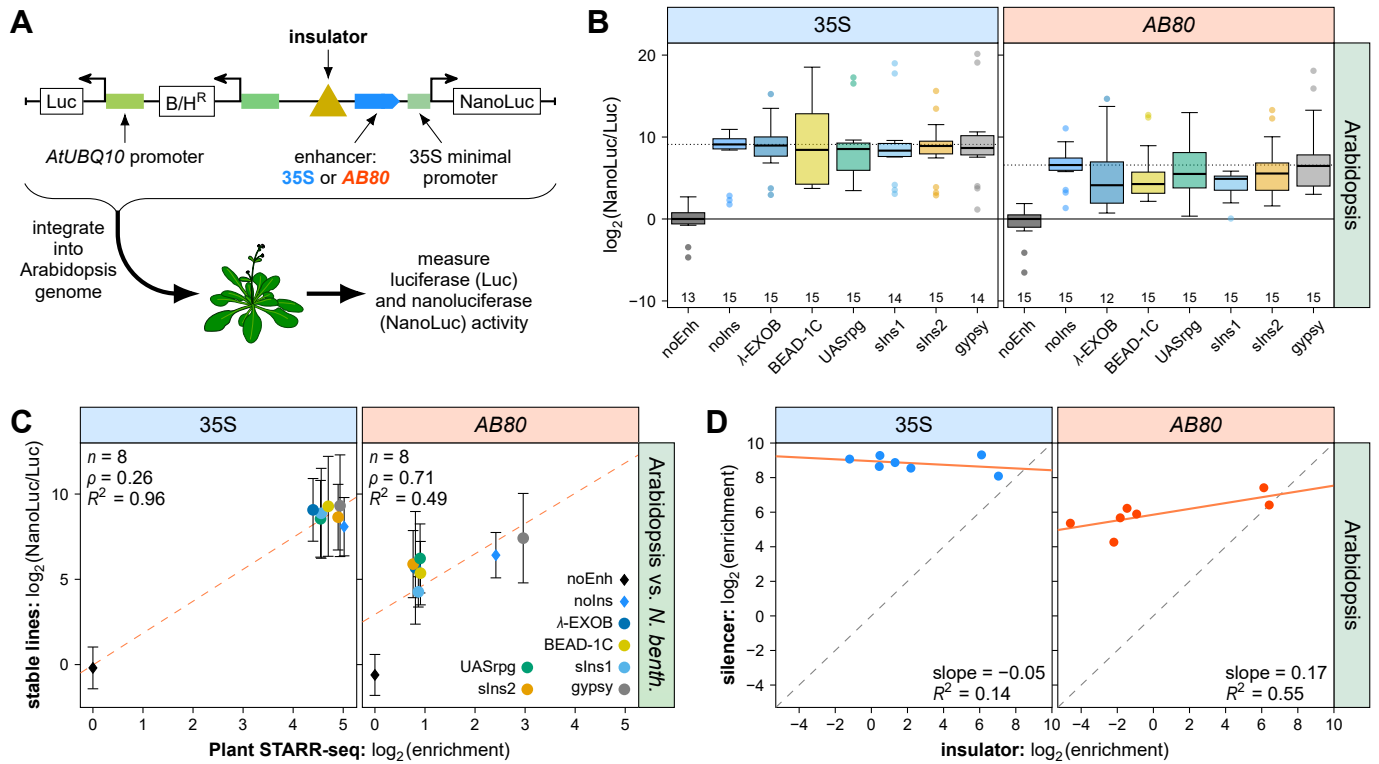 A
insulator
Luc
B/H^R
NanoLuc
AtUBQ10 promoter
enhancer:
35S or AB80
35S minimal
promoter
integrate
into
Arabidopsis
genome
measure
luciferase (Luc)
and nanoluciferase
(NanoLuc) activity
B
35S
AB80
Arabidopsis
log2(NanoLuc/Luc)
20
10
0
−10
13 15 15 15 15 14 15 14
15 15 12 15 15 15 15 15
noEnh noIns λ-EXOB BEAD-1C UASrpg sIns1 sIns2 gypsy
noEnh noIns λ-EXOB BEAD-1C UASrpg sIns1 sIns2 gypsy
C
35S
AB80
Arabidopsis vs. N. benth.
stable lines: log2(NanoLuc/Luc)
10
5
0
n = 8
ρ = 0.26
R² = 0.96
n = 8
ρ = 0.71
R² = 0.49
noEnh
noIns
λ-EXOB
BEAD-1C
UASrpg
sIns1
sIns2
gypsy
0 1 2 3 4 5
0 1 2 3 4 5
Plant STARR-seq: log2(enrichment)
D
35S
AB80
Arabidopsis
silencer: log2(enrichment)
10
8
6
4
2
0
−2
−4
slope = −0.05
R² = 0.14
slope = 0.17
R² = 0.55
−4 −2 0 2 4 6 8 10
−4 −2 0 2 4 6 8 10
insulator: log2(enrichment)